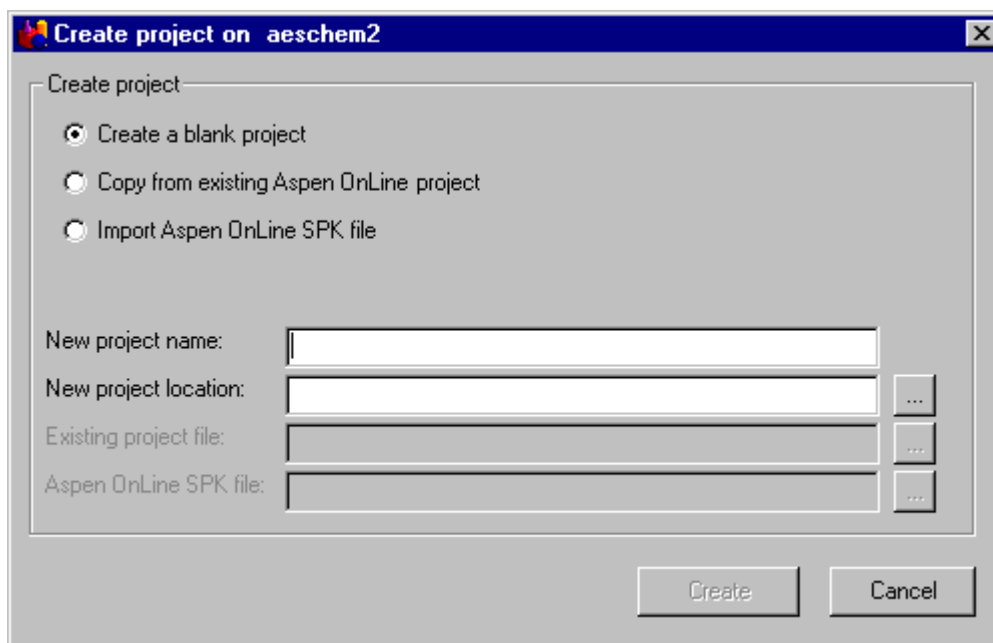 Create project on aeschem2
Create project
Create a blank project
Copy from existing Aspen OnLine project
Import Aspen OnLine SPK file
New project name:
New project location:
...
Existing project file:
...
Aspen OnLine SPK file:
...
Create
Cancel